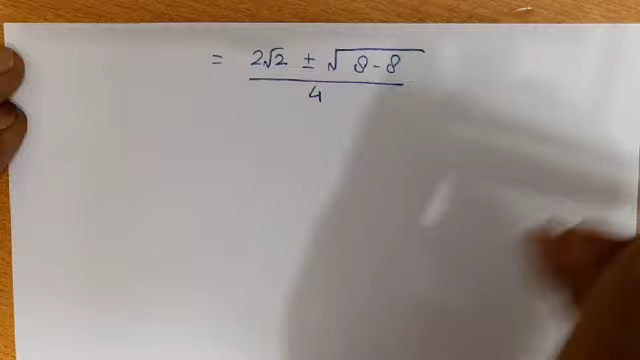 = 2√2 ± √8-8
4